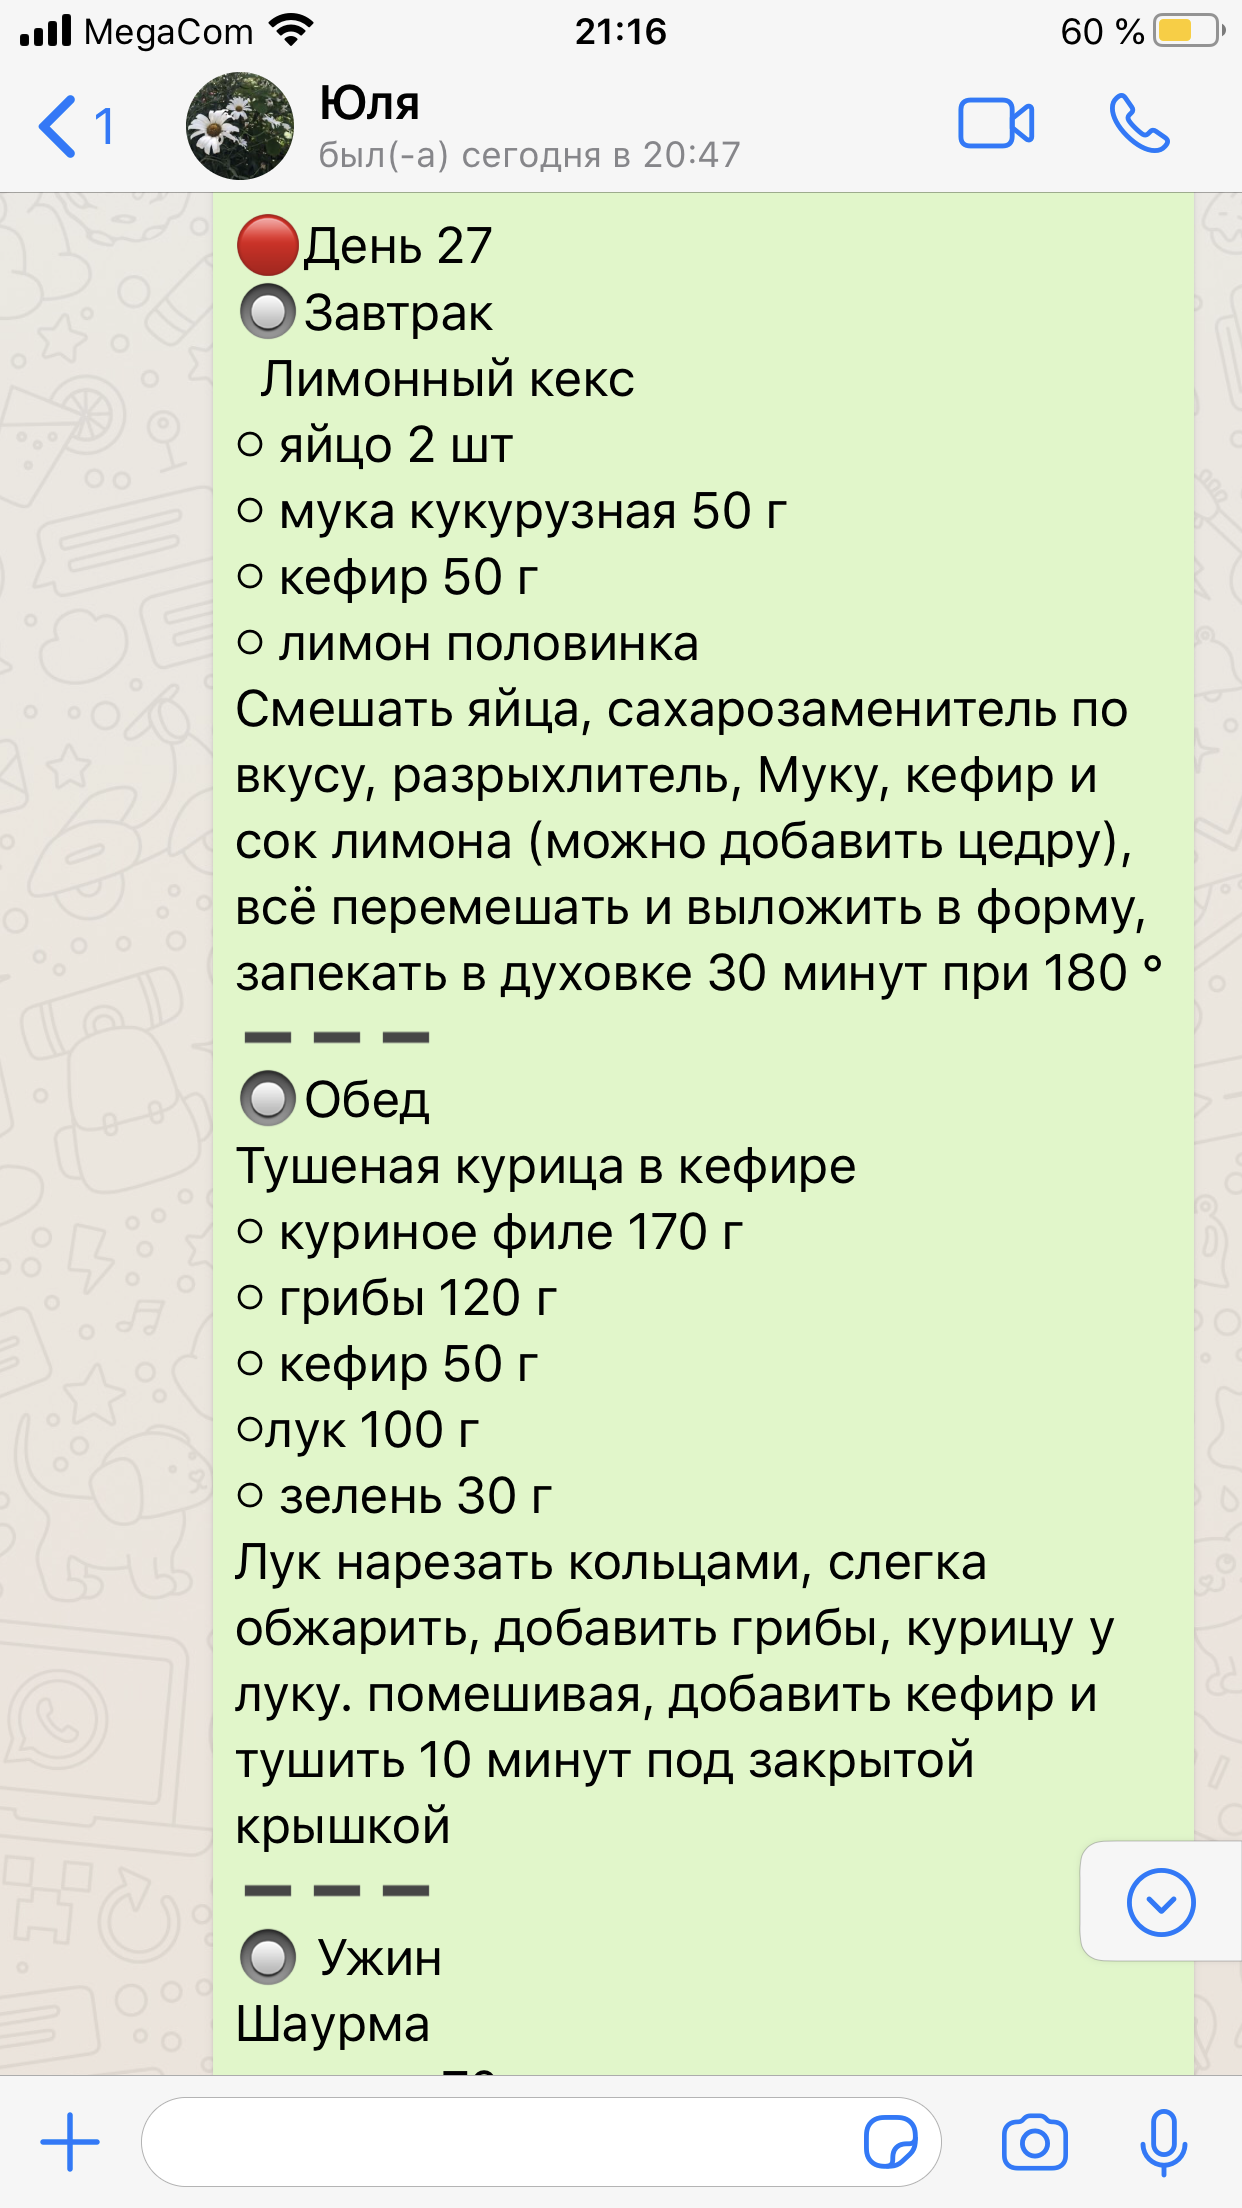 MegaCom 21:16 60 %
1 Юля
был(-а) сегодня в 20:47
День 27
Завтрак
Лимонный кекс
○ яйцо 2 шт
○ мука кукурузная 50 г
○ кефир 50 г
○ лимон половинка
Смешать яйца, сахарозаменитель по
вкусу, разрыхлитель, Муку, кефир и
сок лимона (можно добавить цедру),
всё перемешать и выложить в форму,
запекать в духовке 30 минут при 180 °
➖➖➖
Обед
Тушеная курица в кефире
○ куриное филе 170 г
○ грибы 120 г
○ кефир 50 г
○лук 100 г
○ зелень 30 г
Лук нарезать кольцами, слегка
обжарить, добавить грибы, курицу у
луку. помешивая, добавить кефир и
тушить 10 минут под закрытой
крышкой
➖➖➖
Ужин
Шаурма